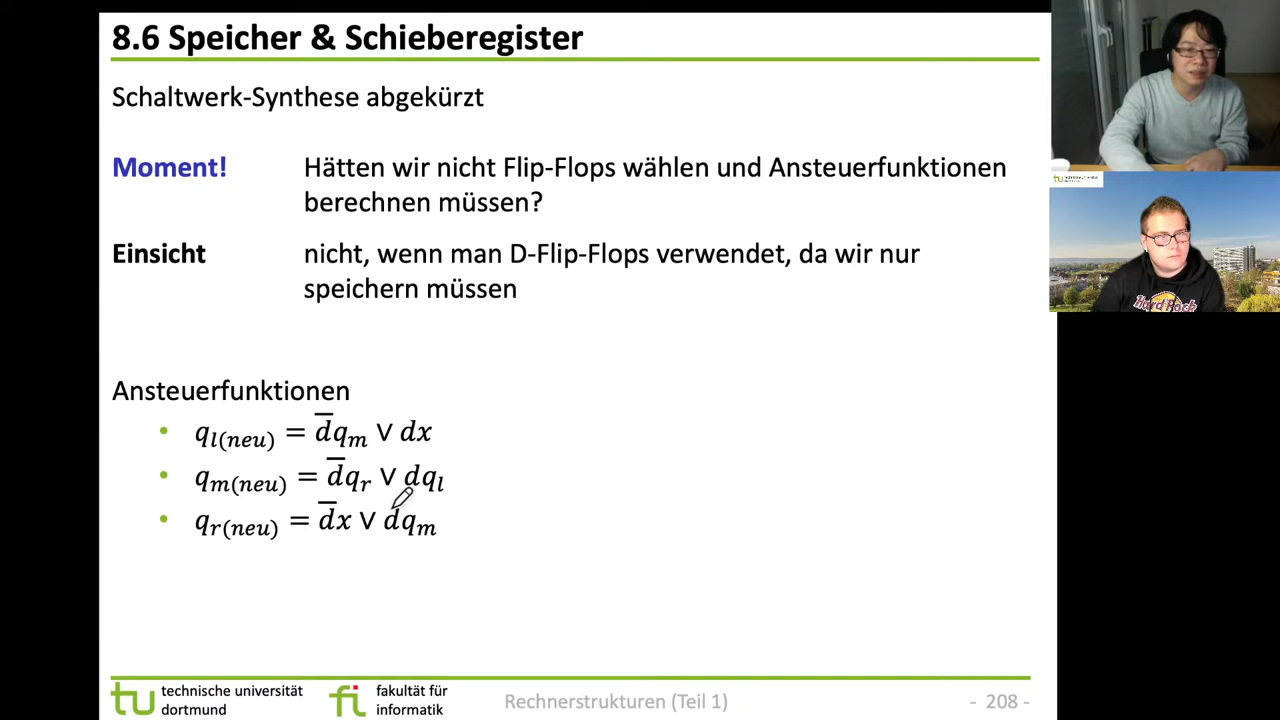 8.6 Speicher & Schieberegister
Schaltwerk-Synthese abgekürzt
Moment! Hätten wir nicht Flip-Flops wählen und Ansteuerfunktionen
berechnen müssen?
Einsicht nicht, wenn man D-Flip-Flops verwendet, da wir nur
speichern müssen
Ansteuerfunktionen
• q_{l(neu)} = d̅q_m ∨ dx
• q_{m(neu)} = d̅q_r ∨ dq_l
• q_{r(neu)} = d̅x ∨ dq_m
technische universität
dortmund
fakultät für
informatik
Rechnerstrukturen (Teil 1)
- 208 -
Hard Rock